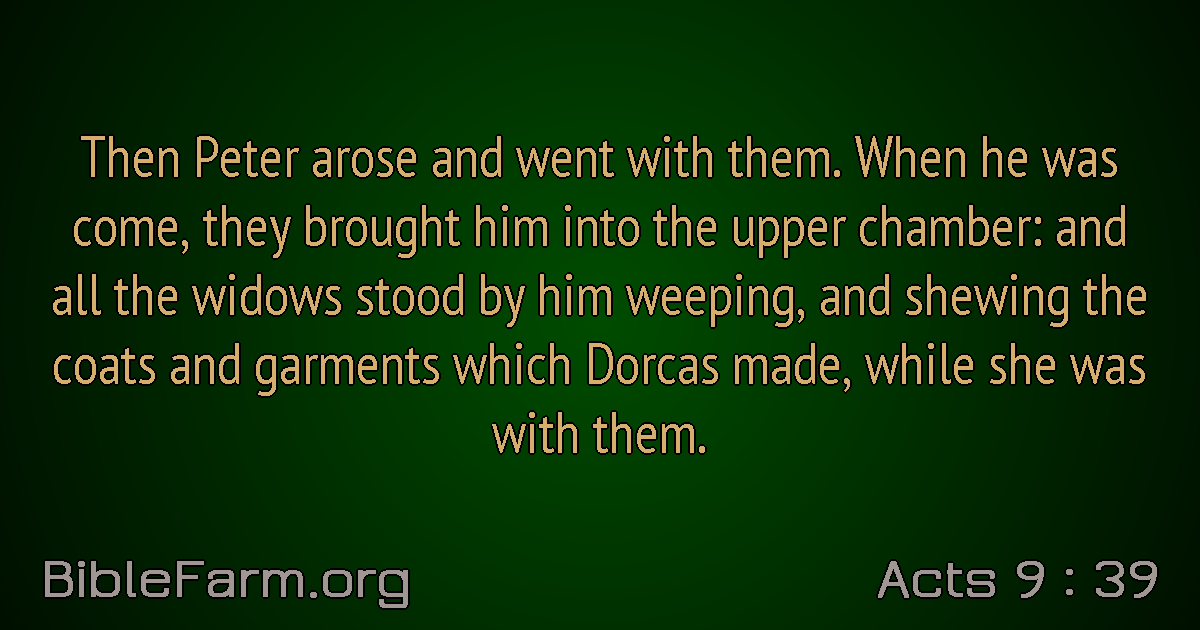 Then Peter arose and went with them. When he was
come, they brought him into the upper chamber: and
all the widows stood by him weeping, and shewing the
coats and garments which Dorcas made, while she was
with them.
BibleFarm.org
Acts 9 : 39